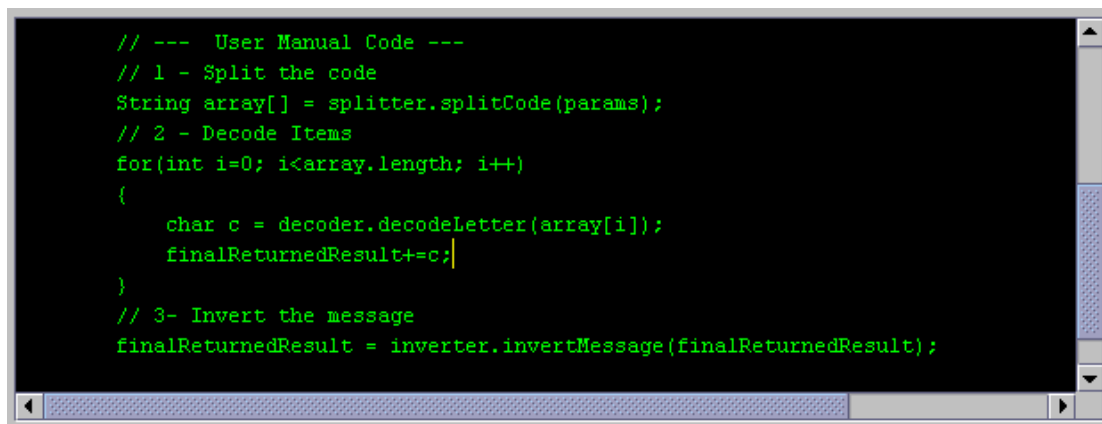 // ---  User Manual Code ---
// 1 - Split the code
String array[] = splitter.splitCode(params);
// 2 - Decode Items
for(int i=0; i<array.length; i++)
{
    char c = decoder.decodeLetter(array[i]);
    finalReturnedResult+=c;
}
// 3- Invert the message
finalReturnedResult = inverter.invertMessage(finalReturnedResult);